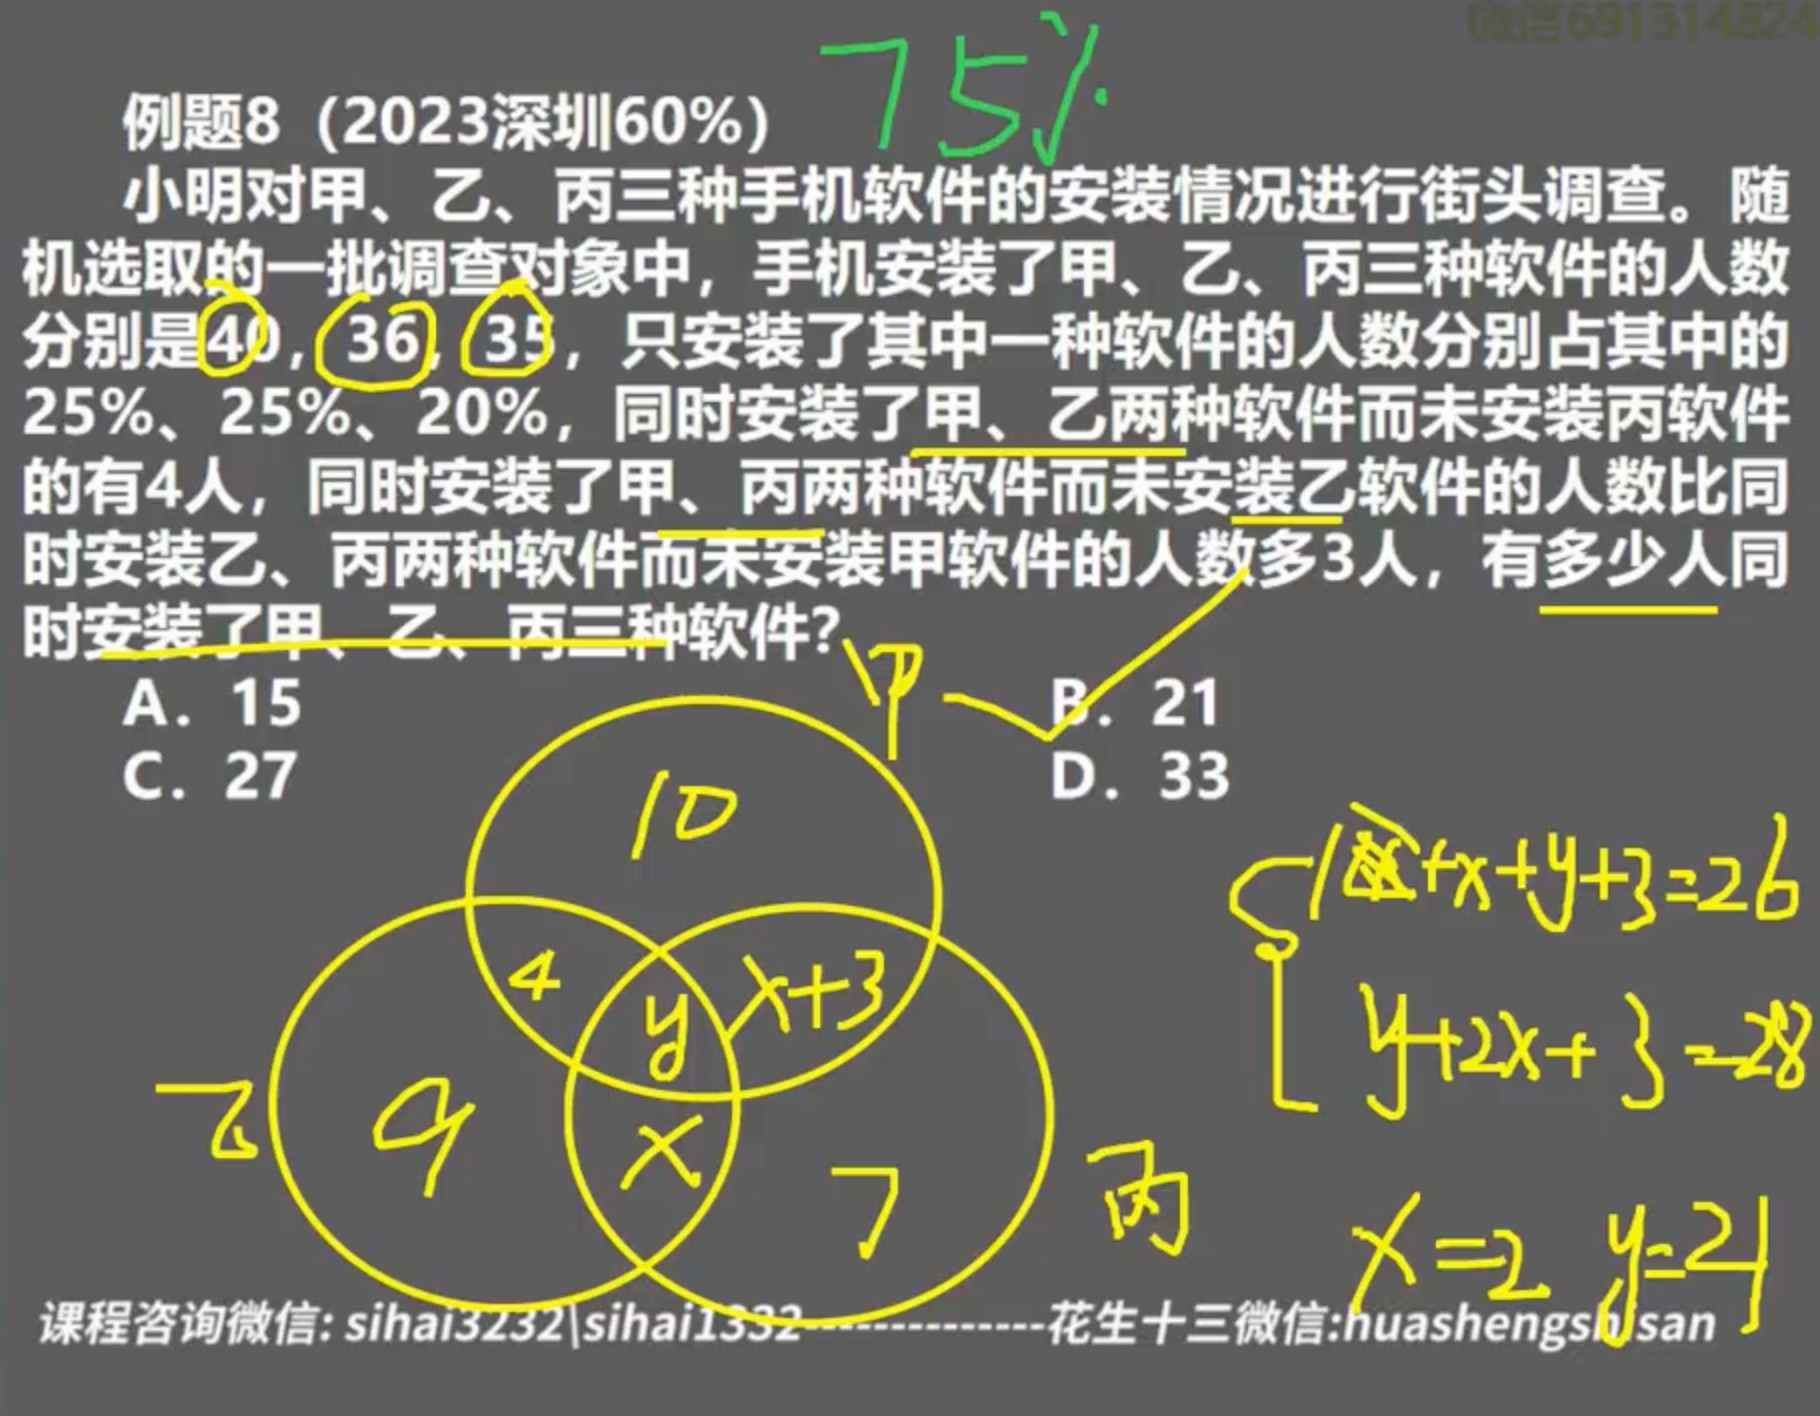 微信691314824
75%
例题8（2023深圳60%）
小明对甲、乙、丙三种手机软件的安装情况进行街头调查。随
机选取的一批调查对象中，手机安装了甲、乙、丙三种软件的人数
分别是40，36，35，只安装了其中一种软件的人数分别占其中的
25%、25%、20%，同时安装了甲、乙两种软件而未安装丙软件
的有4人，同时安装了甲、丙两种软件而未安装乙软件的人数比同
时安装乙、丙两种软件而未安装甲软件的人数多3人，有多少人同
时安装了甲、乙、丙三种软件？
A. 15
B. 21
C. 27
D. 33
甲
10
4
y
x+3
乙
9
x
7
丙
+x+y+3=26
y+2x+3=28
x=2 y=21
课程咨询微信: sihai3232\sihai1332--------------花生十三微信:huashengshisan